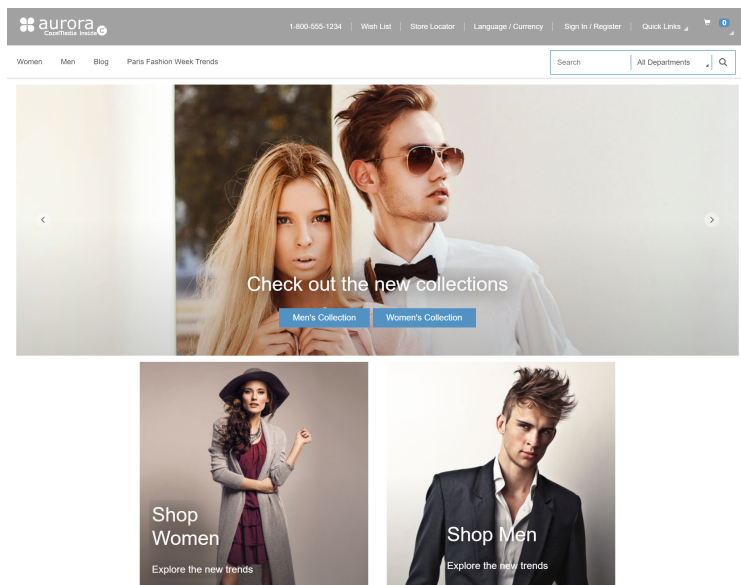 aurora
CoreMedia Inside C
1-800-555-1234 Wish List Store Locator Language / Currency Sign In / Register Quick Links 0
Women Men Blog Paris Fashion Week Trends Search All Departments
Check out the new collections
Men's Collection Women's Collection
Shop
Women
Explore the new trends
Shop Men
Explore the new trends